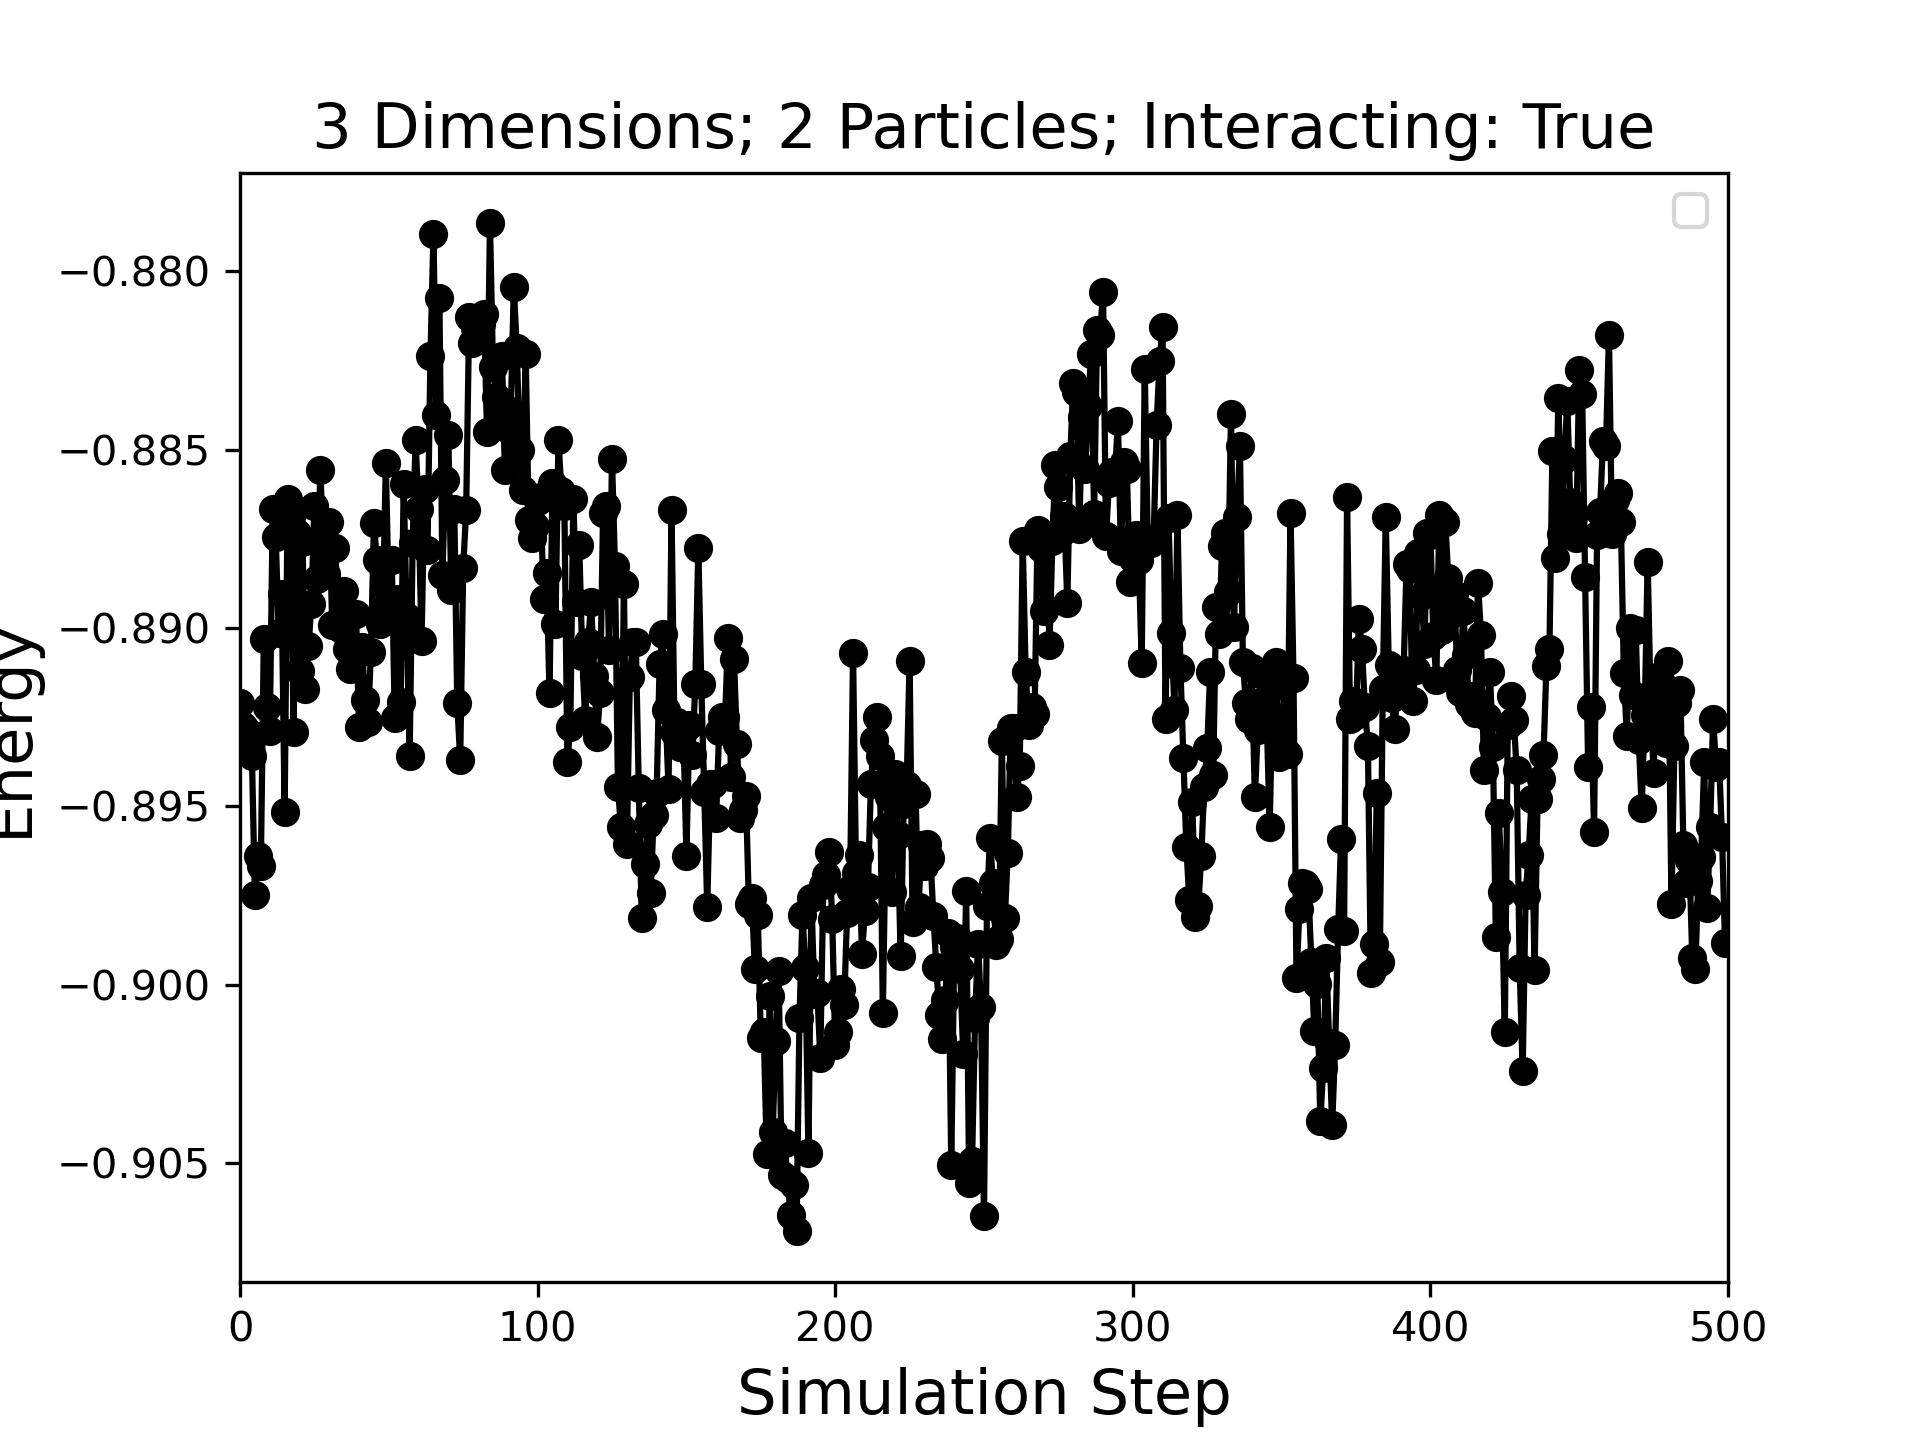 3 Dimensions; 2 Particles; Interacting: True
Energy
−0.880
−0.885
−0.890
−0.895
−0.900
−0.905
0 100 200 300 400 500
Simulation Step